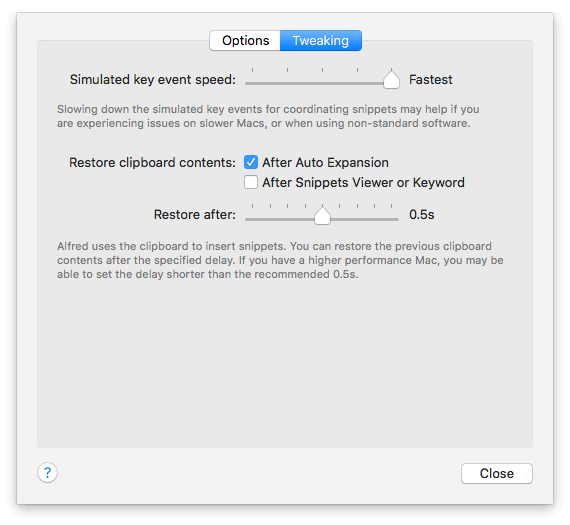 Options Tweaking
Simulated key event speed: Fastest
Slowing down the simulated key events for coordinating snippets may help if you
are experiencing issues on slower Macs, or when using non-standard software.
Restore clipboard contents: After Auto Expansion
After Snippets Viewer or Keyword
Restore after: 0.5s
Alfred uses the clipboard to insert snippets. You can restore the previous clipboard
contents after the specified delay. If you have a higher performance Mac, you may be
able to set the delay shorter than the recommended 0.5s.
? Close